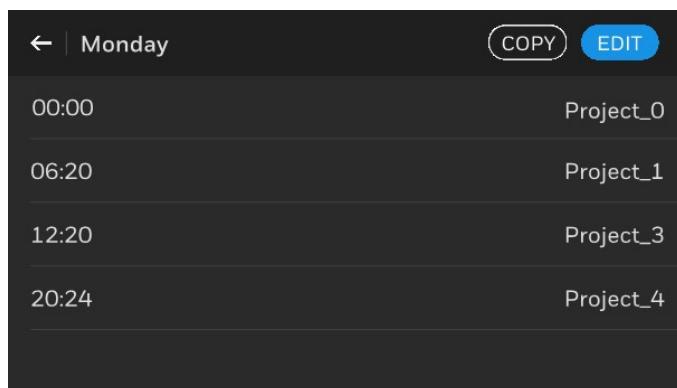 ← Monday COPY EDIT
00:00 Project_0
06:20 Project_1
12:20 Project_3
20:24 Project_4